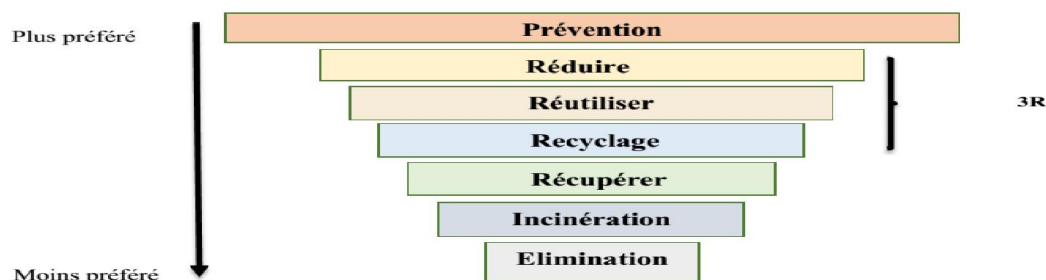 Plus préféré
Prévention
Réduire
Réutiliser
3R
Recyclage
Récupérer
Incinération
Elimination
Moins préféré